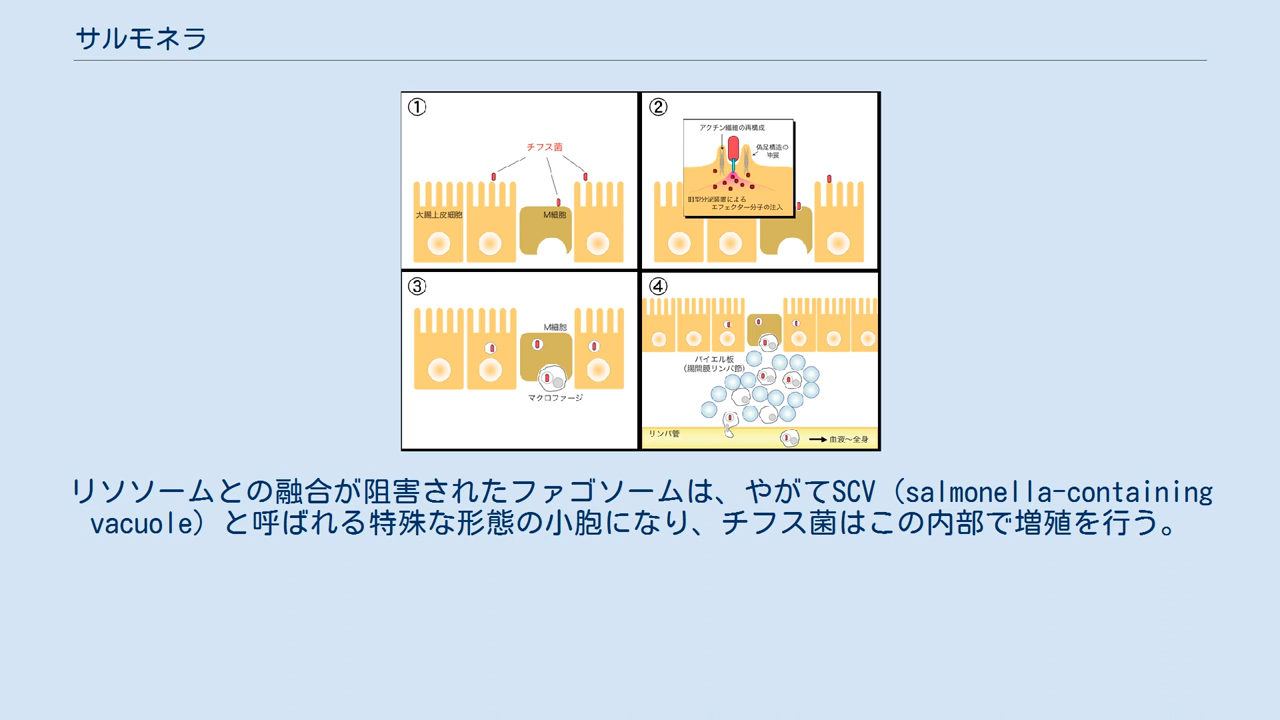 サルモネラ
①
チフス菌
大腸上皮細胞
M細胞
②
アクチン繊維の再構成
偽足構造の
伸展
III型分泌装置による
エフェクター分子の注入
③
M細胞
マクロファージ
④
パイエル板
(腸間膜リンパ節)
リンパ管
血液〜全身
リソソームとの融合が阻害されたファゴソームは、やがてSCV（salmonella-containing
vacuole）と呼ばれる特殊な形態の小胞になり、チフス菌はこの内部で増殖を行う。